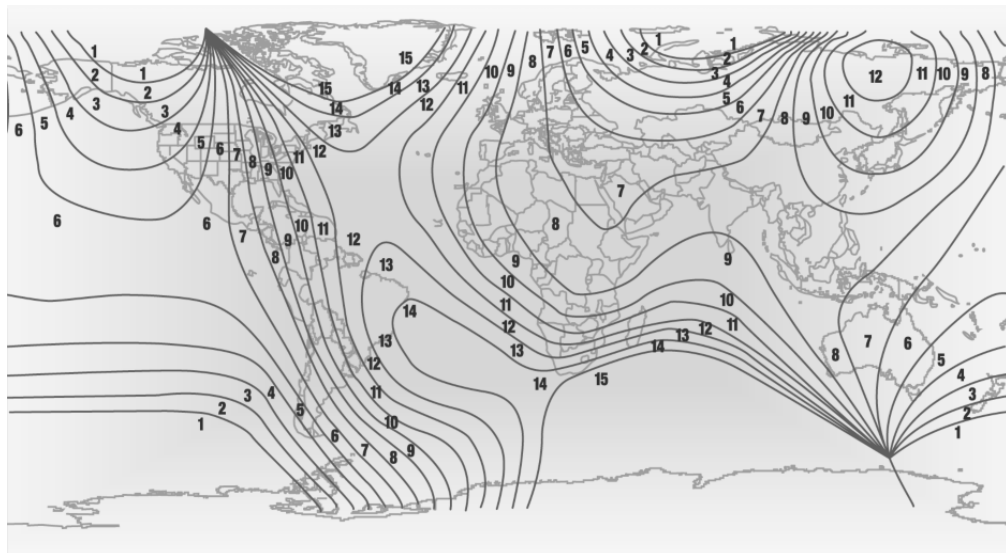 1 7 6 5 4 3 2 1 1
15 8 2
2 1 10 9 3 12 11 10 9 8
15 14 13 11 4
3 2 14 12 5 6 11
4 3 7 8 9 10
6 5 4 13
5 6 7 8 11 12
9 10
7
6 6 10 11 8
7 9 12
8 13 9 9
10 10
14 11
12 13 12 11
13 13 14 8 7 6 5
12 14 15 4
3 4 11 3
2 5 10 2
1 6 1
7 8 9